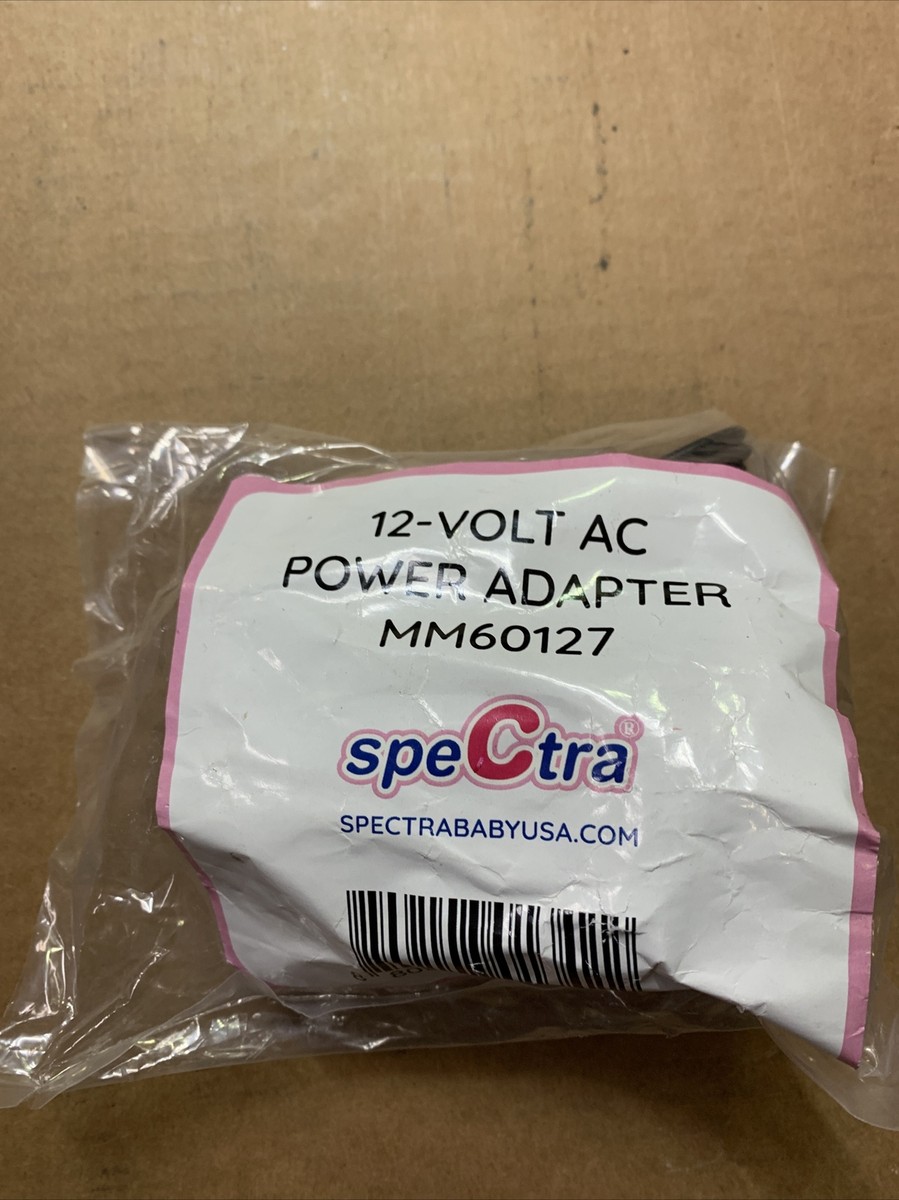 12-VOLT AC
POWER ADAPTER
MM60127
speCtra®
SPECTRABABYUSA.COM